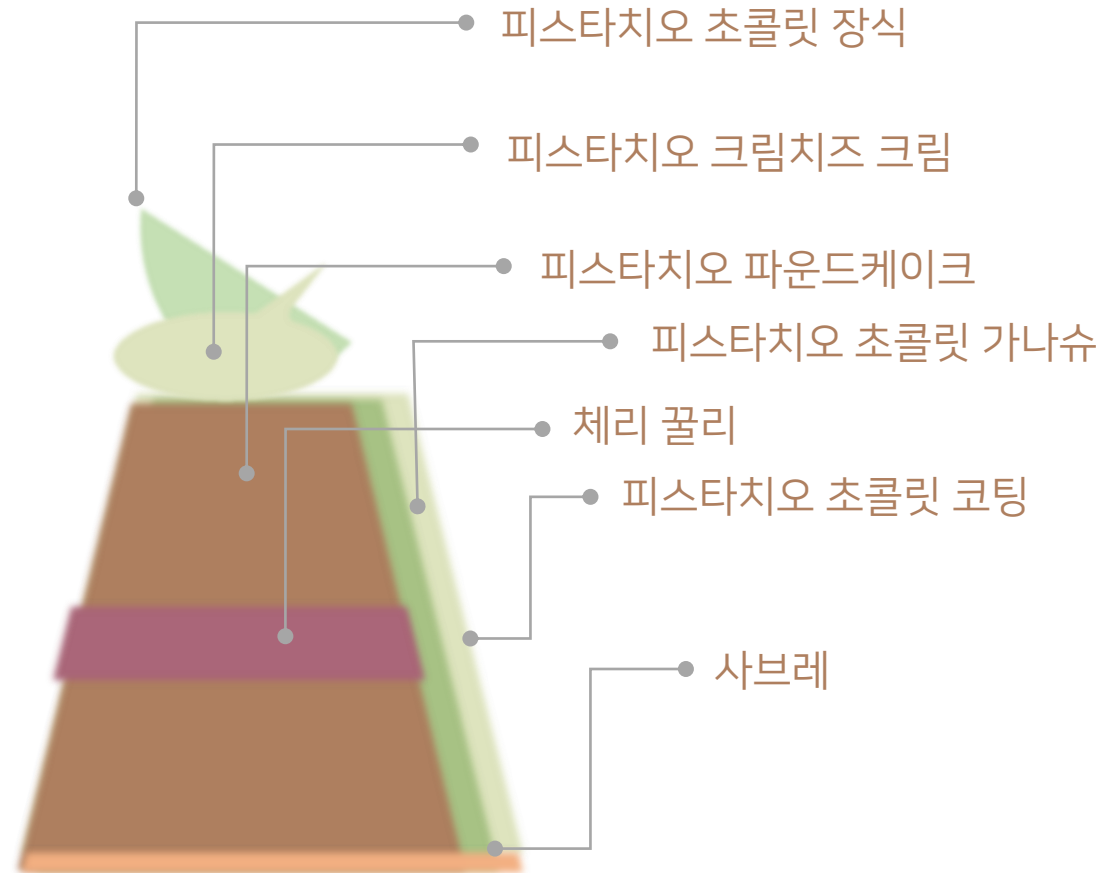 피스타치오 초콜릿 장식
피스타치오 크림치즈 크림
피스타치오 파운드케이크
피스타치오 초콜릿 가나슈
체리 꿀리
피스타치오 초콜릿 코팅
사브레